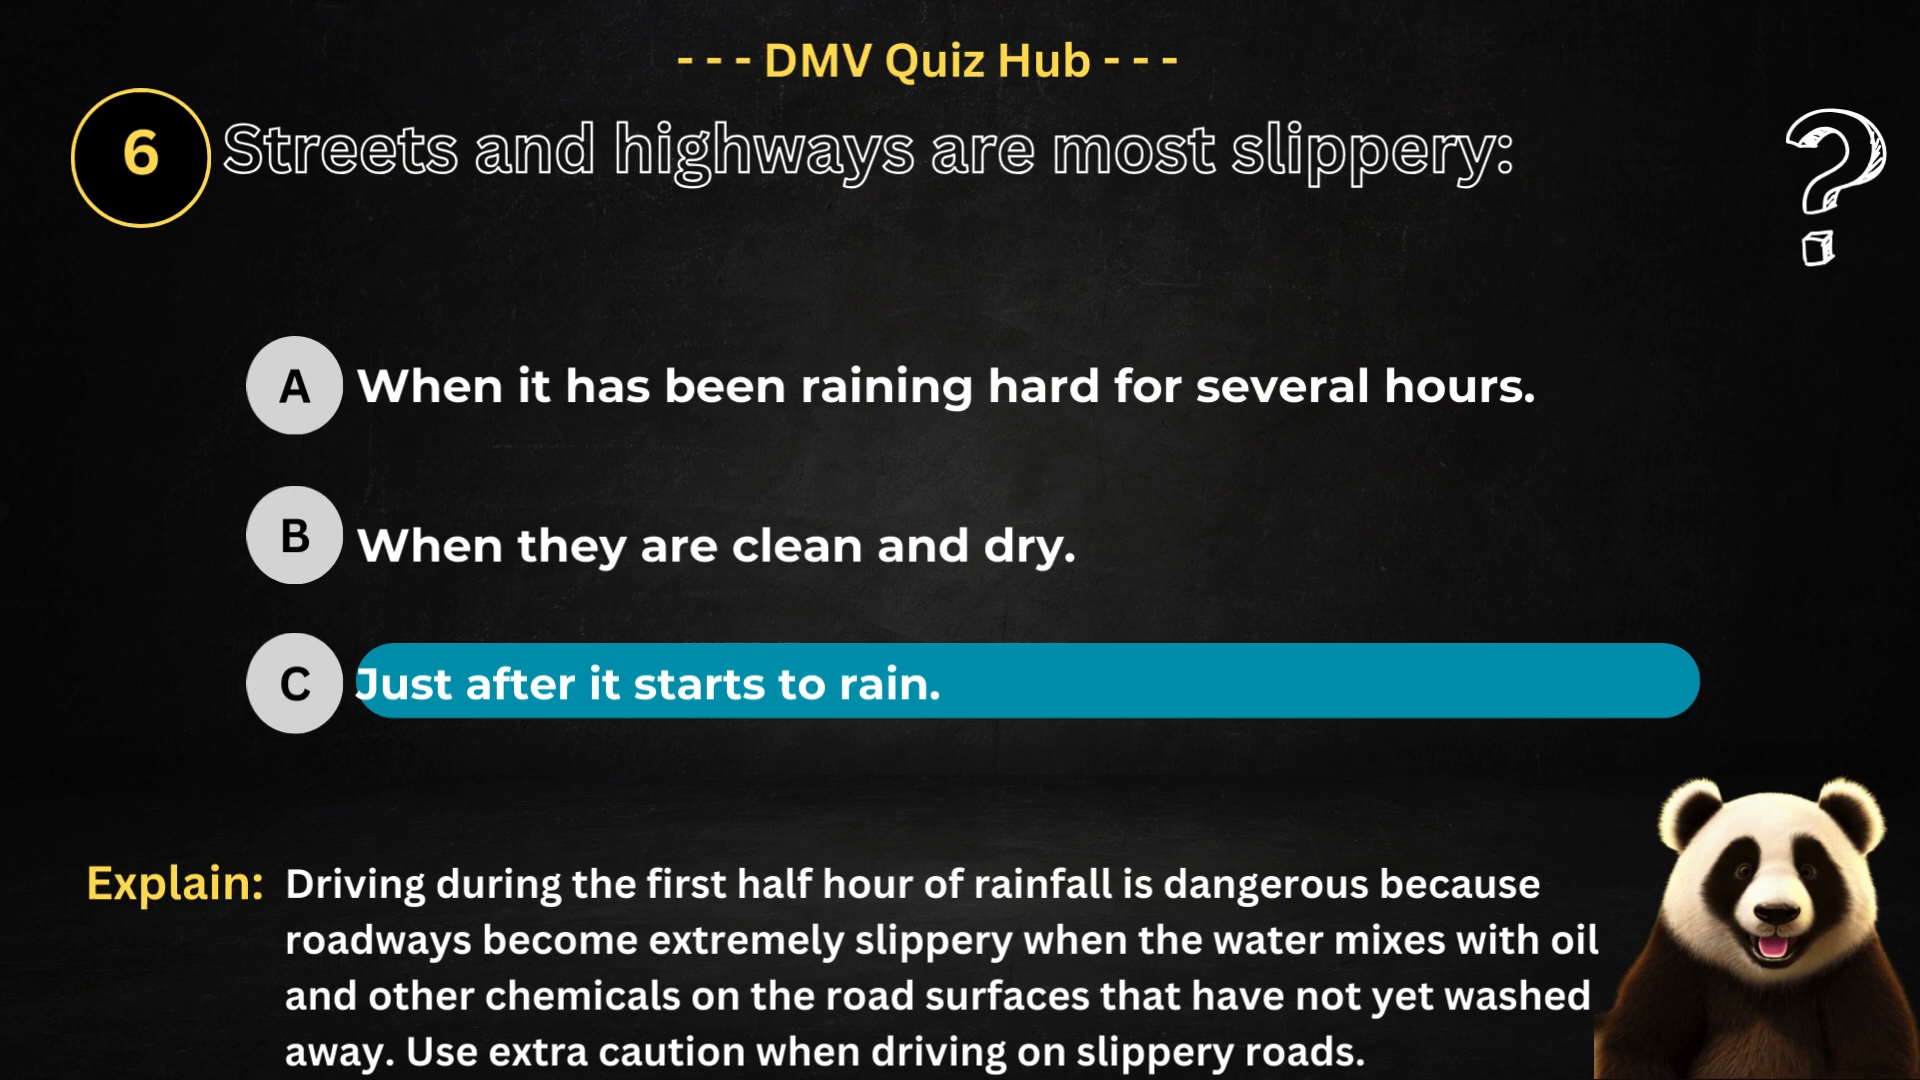 - - - DMV Quiz Hub - - -
6 Streets and highways are most slippery:
A When it has been raining hard for several hours.
B When they are clean and dry.
C Just after it starts to rain.
Explain: Driving during the first half hour of rainfall is dangerous because
roadways become extremely slippery when the water mixes with oil
and other chemicals on the road surfaces that have not yet washed
away. Use extra caution when driving on slippery roads.